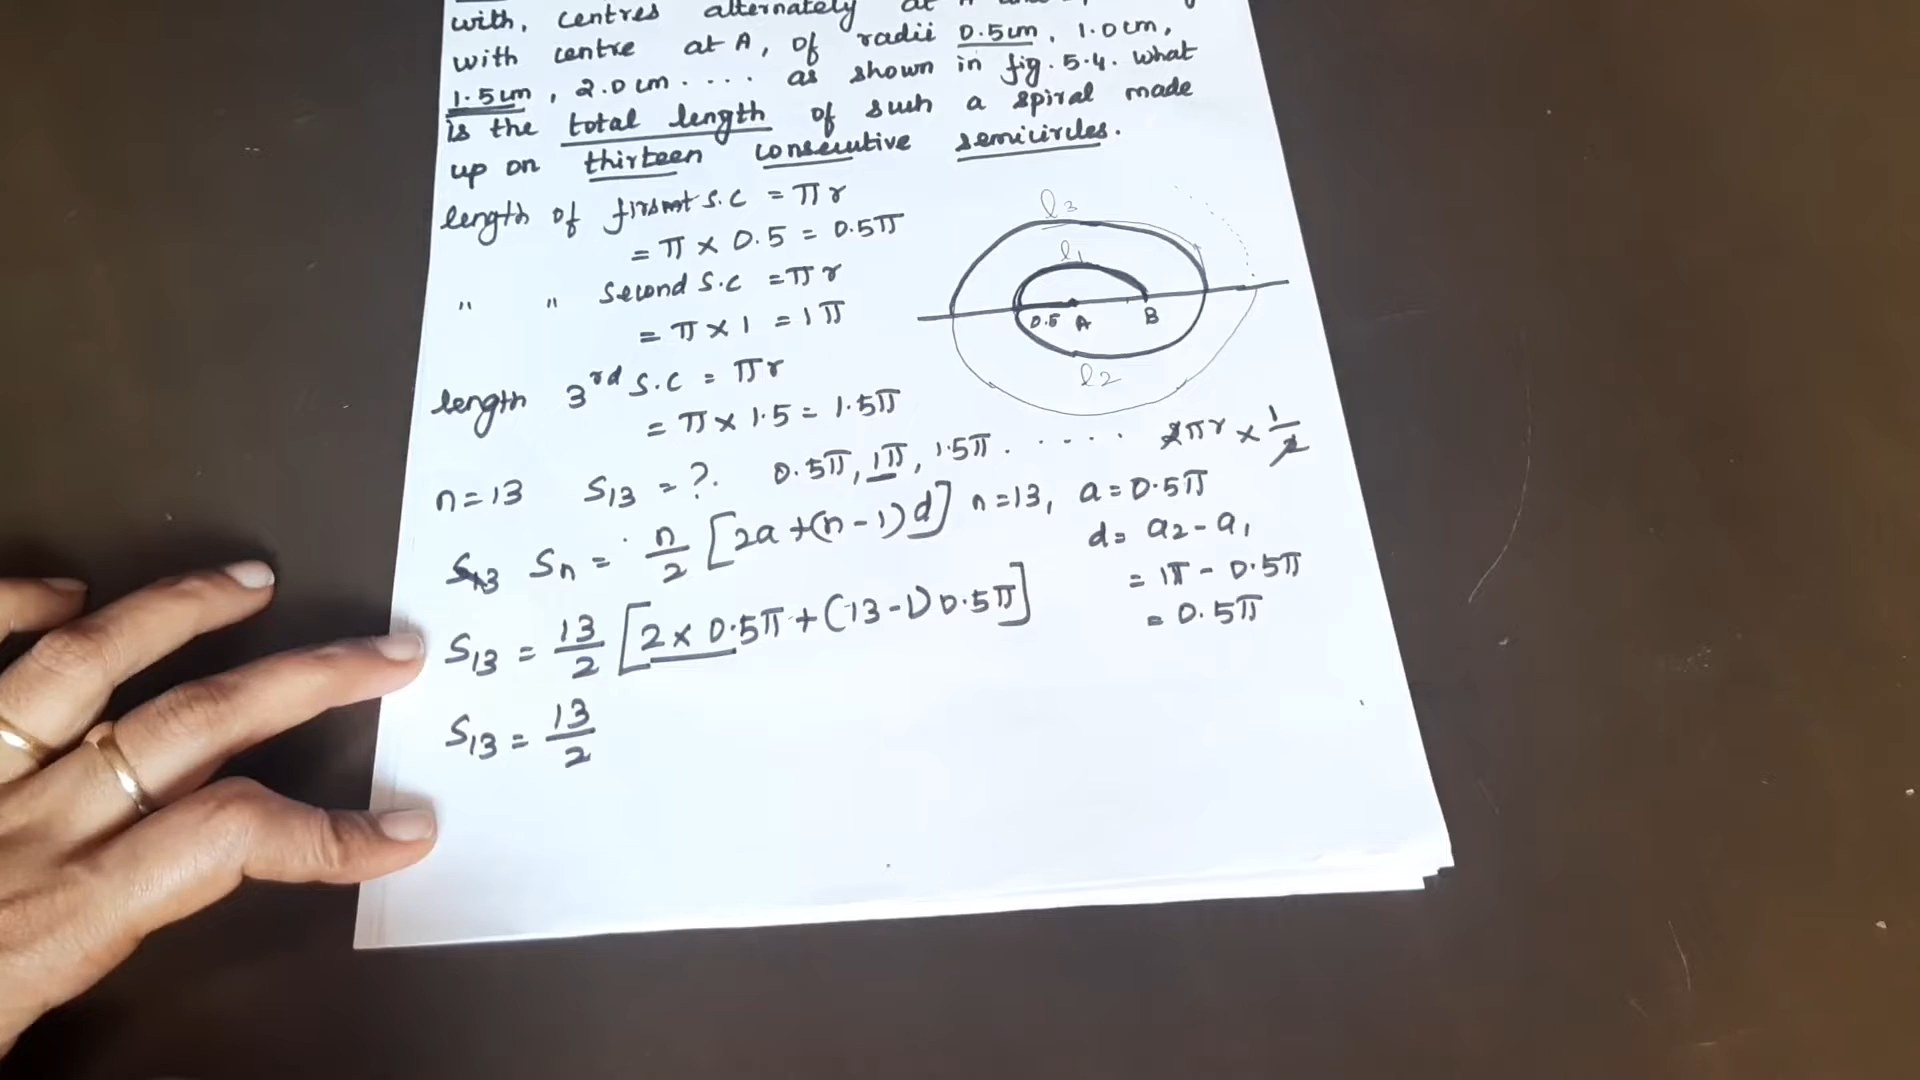 with, centres alternately at A and
with centre at A, of radii 0.5cm, 1.0cm,
1.5cm, 2.0cm.... as shown in fig. 5.4. what
is the total length of such a spiral made
up on thirteen consecutive semicircles.
length of first S.C = πr
= π × 0.5 = 0.5π
" " Second S.C = πr
= π × 1 = 1π
length 3rd S.C = πr
= π × 1.5 = 1.5π
l3
l1
0.5 A B
l2
n=13 S13 = ?. 0.5π, 1π, 1.5π..... 2πr × 1/2
S13 Sn = n/2 [2a+(n-1)d] n=13, a=0.5π
d= a2-a1
= 1π - 0.5π
= 0.5π
S13 = 13/2 [2×0.5π+(13-1)0.5π]
S13 = 13/2